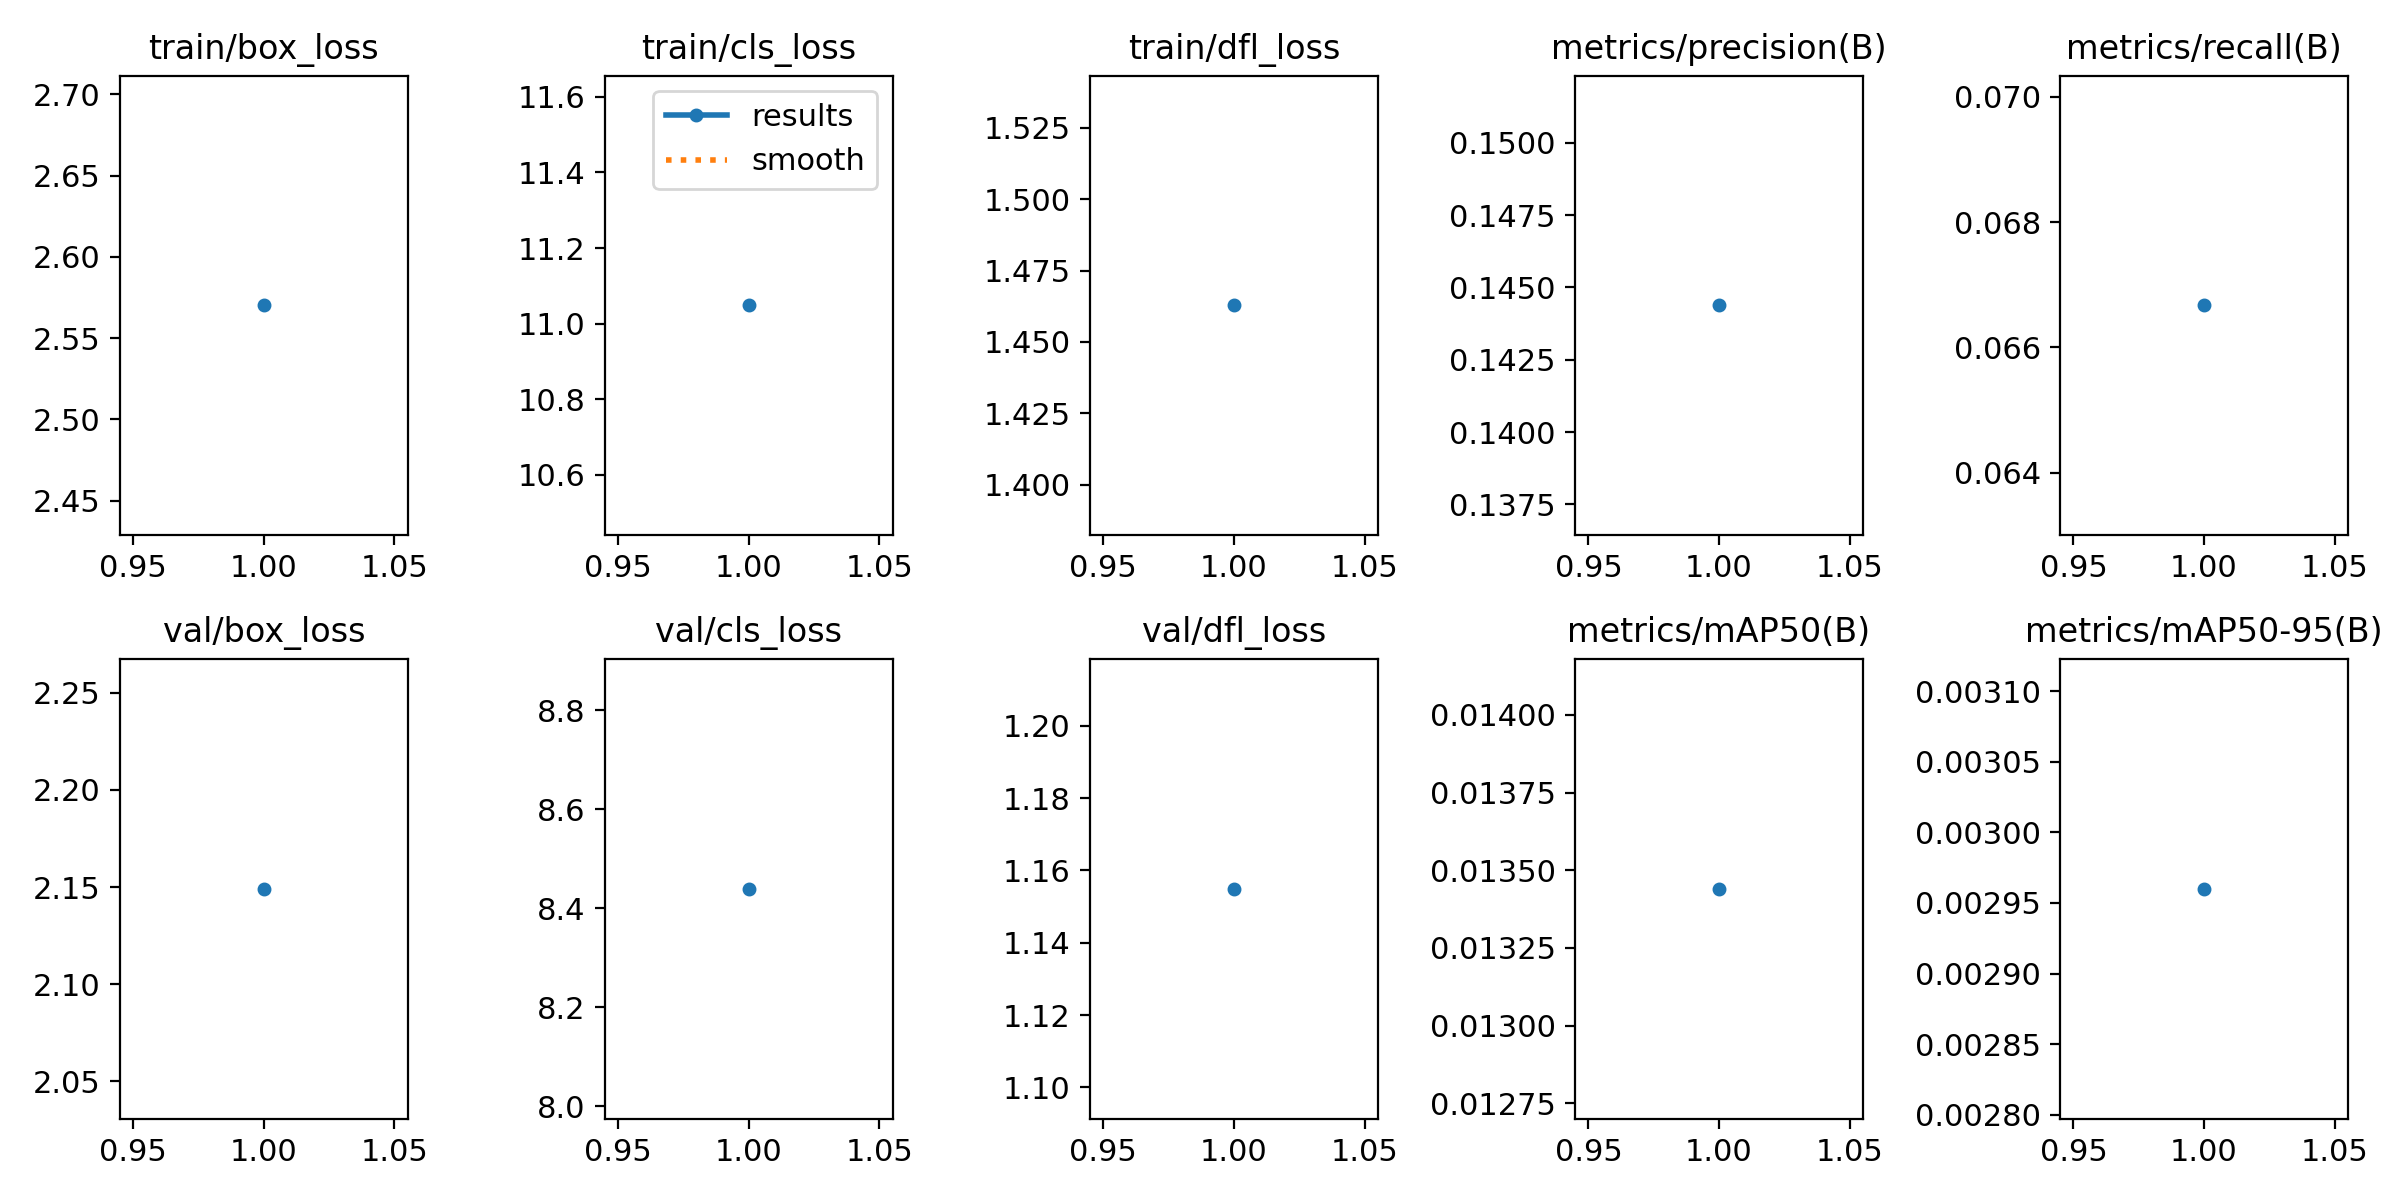 train/box_loss
2.70
2.65
2.60
2.55
2.50
2.45
0.95 1.00 1.05
train/cls_loss
results
smooth
11.6
11.4
11.2
11.0
10.8
10.6
0.95 1.00 1.05
train/dfl_loss
1.525
1.500
1.475
1.450
1.425
1.400
0.95 1.00 1.05
metrics/precision(B)
0.1500
0.1475
0.1450
0.1425
0.1400
0.1375
0.95 1.00 1.05
metrics/recall(B)
0.070
0.068
0.066
0.064
0.95 1.00 1.05
val/box_loss
2.25
2.20
2.15
2.10
2.05
0.95 1.00 1.05
val/cls_loss
8.8
8.6
8.4
8.2
8.0
0.95 1.00 1.05
val/dfl_loss
1.20
1.18
1.16
1.14
1.12
1.10
0.95 1.00 1.05
metrics/mAP50(B)
0.01400
0.01375
0.01350
0.01325
0.01300
0.01275
0.95 1.00 1.05
metrics/mAP50-95(B)
0.00310
0.00305
0.00300
0.00295
0.00290
0.00285
0.00280
0.95 1.00 1.05